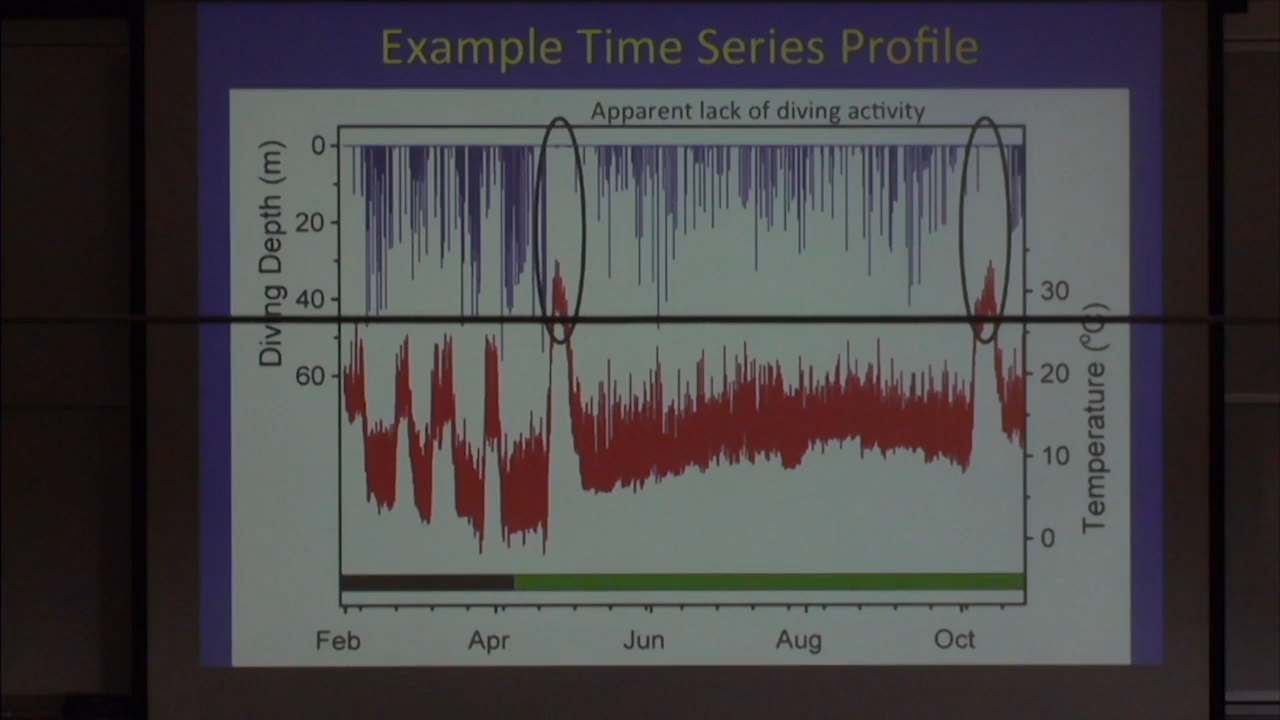 Example Time Series Profile
Apparent lack of diving activity
Diving Depth (m)
0
20
40
60
30
20
10
0
Temperature (ºC)
Feb
Apr
Jun
Aug
Oct